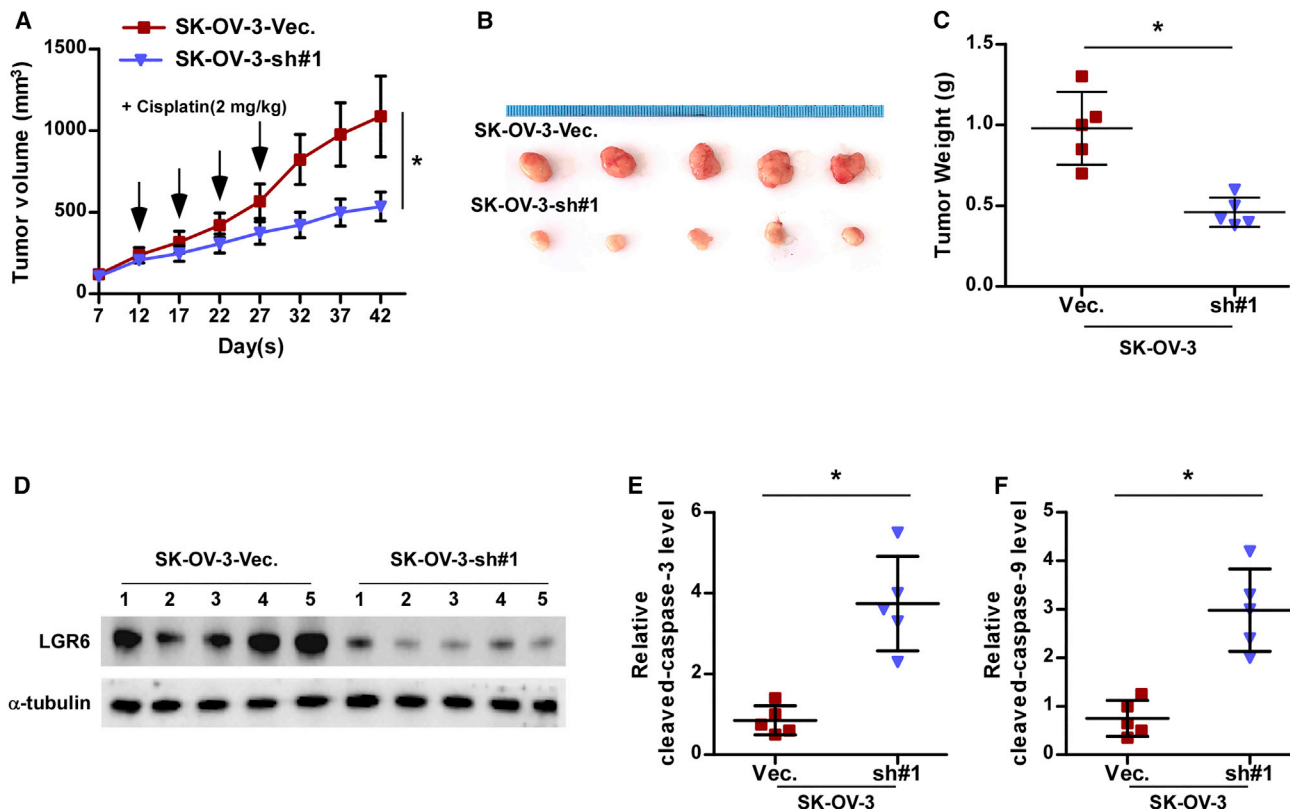 A
SK-OV-3-Vec.
SK-OV-3-sh#1
+ Cisplatin(2 mg/kg)
*
Tumor volume (mm³)
1500
1000
500
0
7 12 17 22 27 32 37 42
Day(s)
B
SK-OV-3-Vec.
SK-OV-3-sh#1
C
*
Tumor Weight (g)
1.5
1.0
0.5
0.0
Vec. sh#1
SK-OV-3
D
SK-OV-3-Vec. SK-OV-3-sh#1
1 2 3 4 5 1 2 3 4 5
LGR6
α-tubulin
E
*
Relative
cleaved-caspase-3 level
6
4
2
0
Vec. sh#1
SK-OV-3
F
*
Relative
cleaved-caspase-9 level
5
4
3
2
1
0
Vec. sh#1
SK-OV-3